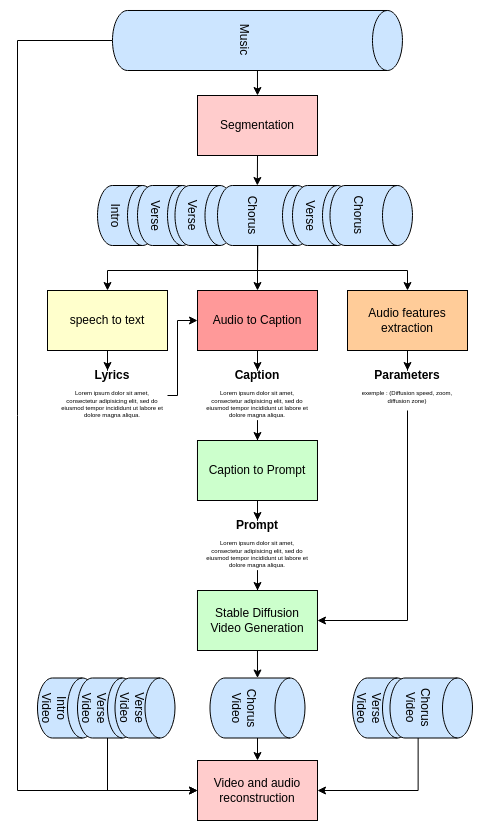 Music
Segmentation
Intro
Verse
Verse
Chorus
Verse
Chorus
speech to text
Audio to Caption
Audio features
extraction
Lyrics
Caption
Parameters
Lorem ipsum dolor sit amet,
consectetur adipisicing elit, sed do
eiusmod tempor incididunt ut labore et
dolore magna aliqua.
Lorem ipsum dolor sit amet,
consectetur adipisicing elit, sed do
eiusmod tempor incididunt ut labore et
dolore magna aliqua.
exemple : (Diffusion speed, zoom,
diffusion zone)
Caption to Prompt
Prompt
Lorem ipsum dolor sit amet,
consectetur adipisicing elit, sed do
eiusmod tempor incididunt ut labore et
dolore magna aliqua.
Stable Diffusion
Video Generation
Intro
Video
Verse
Video
Verse
Video
Chorus
Video
Verse
Video
Chorus
Video
Video and audio
reconstruction